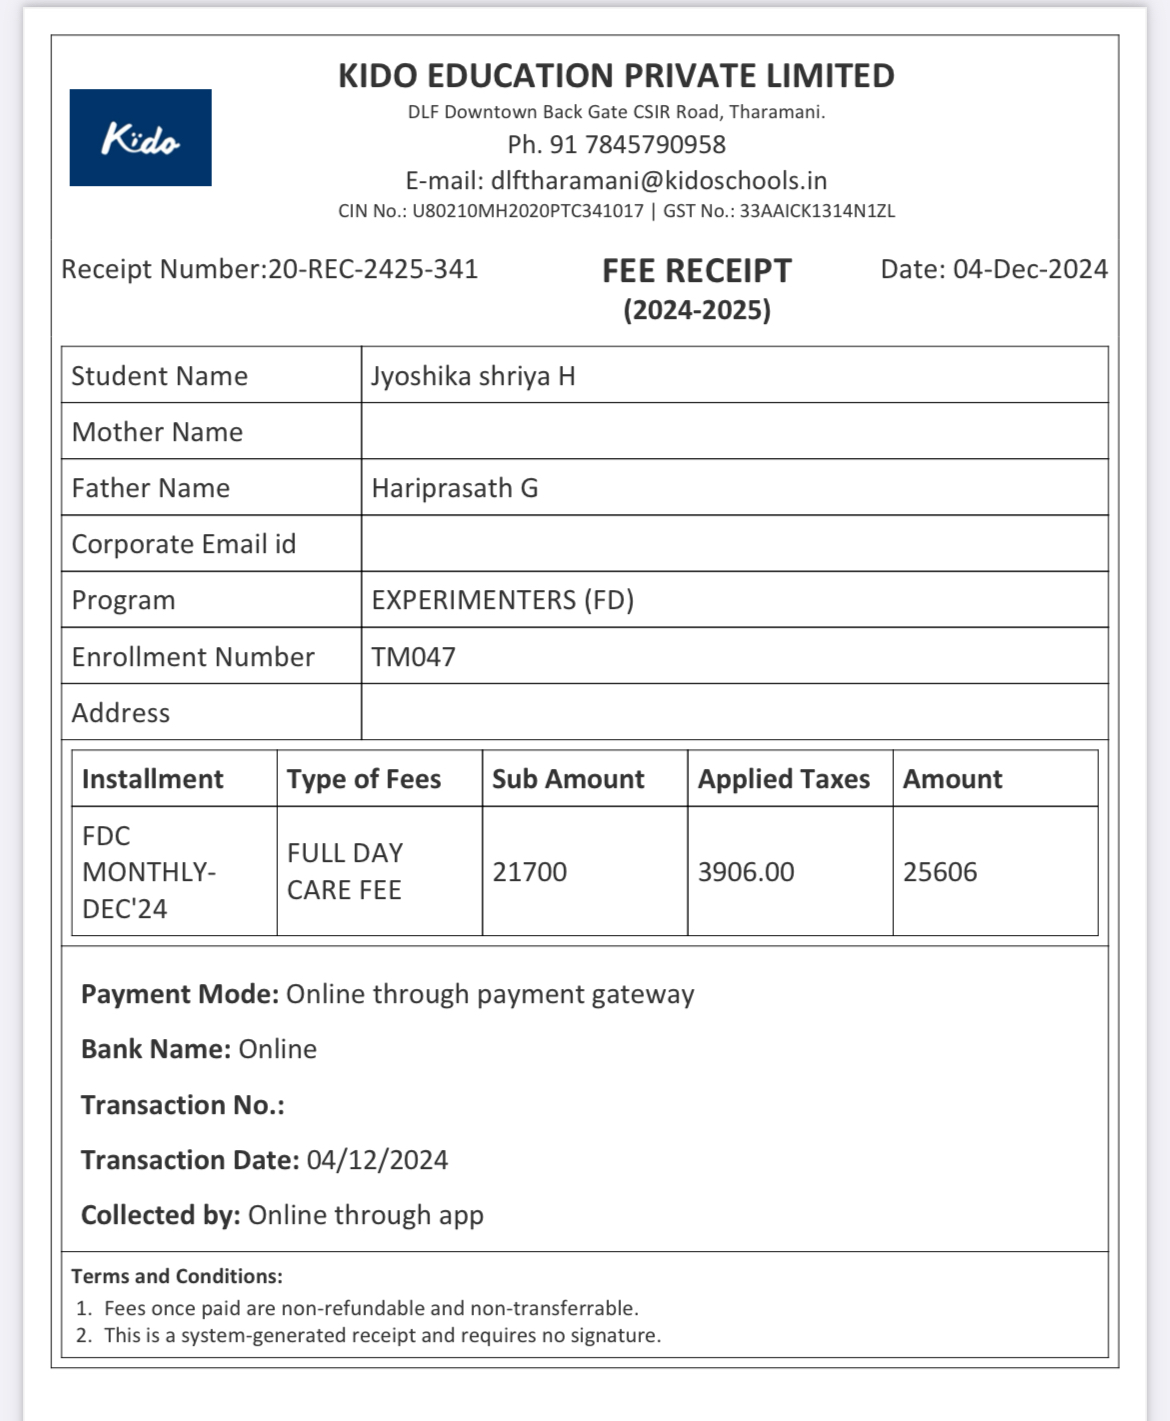 Kido
KIDO EDUCATION PRIVATE LIMITED
DLF Downtown Back Gate CSIR Road, Tharamani.
Ph. 91 7845790958
E-mail: dlftharamani@kidoschools.in
CIN No.: U80210MH2020PTC341017 | GST No.: 33AAICK1314N1ZL
Receipt Number:20-REC-2425-341 FEE RECEIPT Date: 04-Dec-2024
(2024-2025)
Student Name Jyoshika shriya H
Mother Name
Father Name Hariprasath G
Corporate Email id
Program EXPERIMENTERS (FD)
Enrollment Number TM047
Address
Installment Type of Fees Sub Amount Applied Taxes Amount
FDC
MONTHLY-
DEC'24
FULL DAY
CARE FEE
21700 3906.00 25606
Payment Mode: Online through payment gateway
Bank Name: Online
Transaction No.:
Transaction Date: 04/12/2024
Collected by: Online through app
Terms and Conditions:
1. Fees once paid are non-refundable and non-transferrable.
2. This is a system-generated receipt and requires no signature.